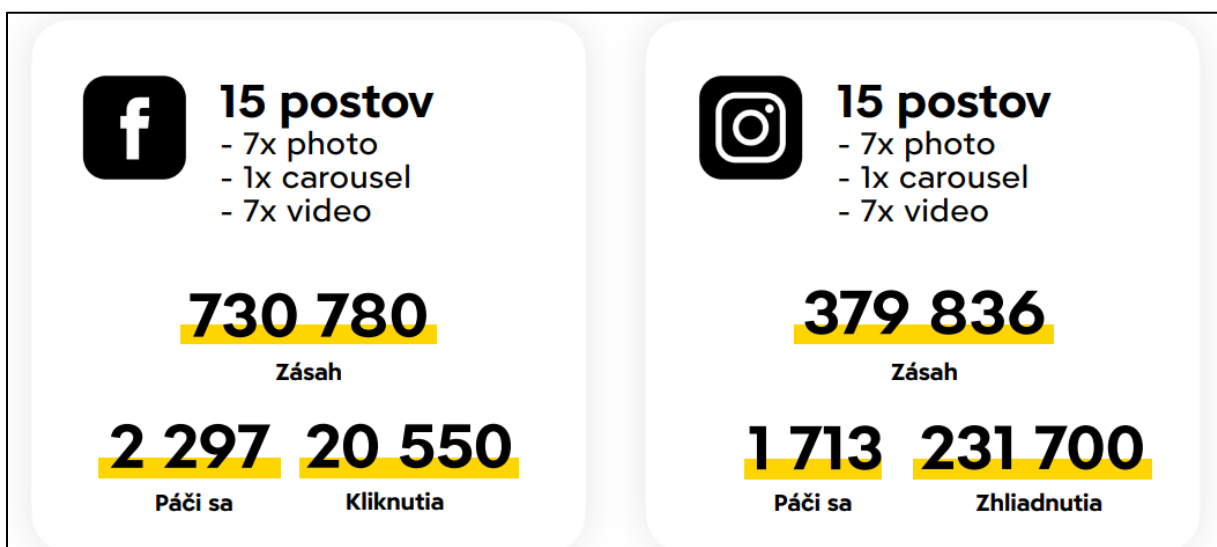 15 postov
- 7x photo
- 1x carousel
- 7x video
730 780
Zásah
2 297 20 550
Páči sa Kliknutia
15 postov
- 7x photo
- 1x carousel
- 7x video
379 836
Zásah
1 713 231 700
Páči sa Zhliadnutia